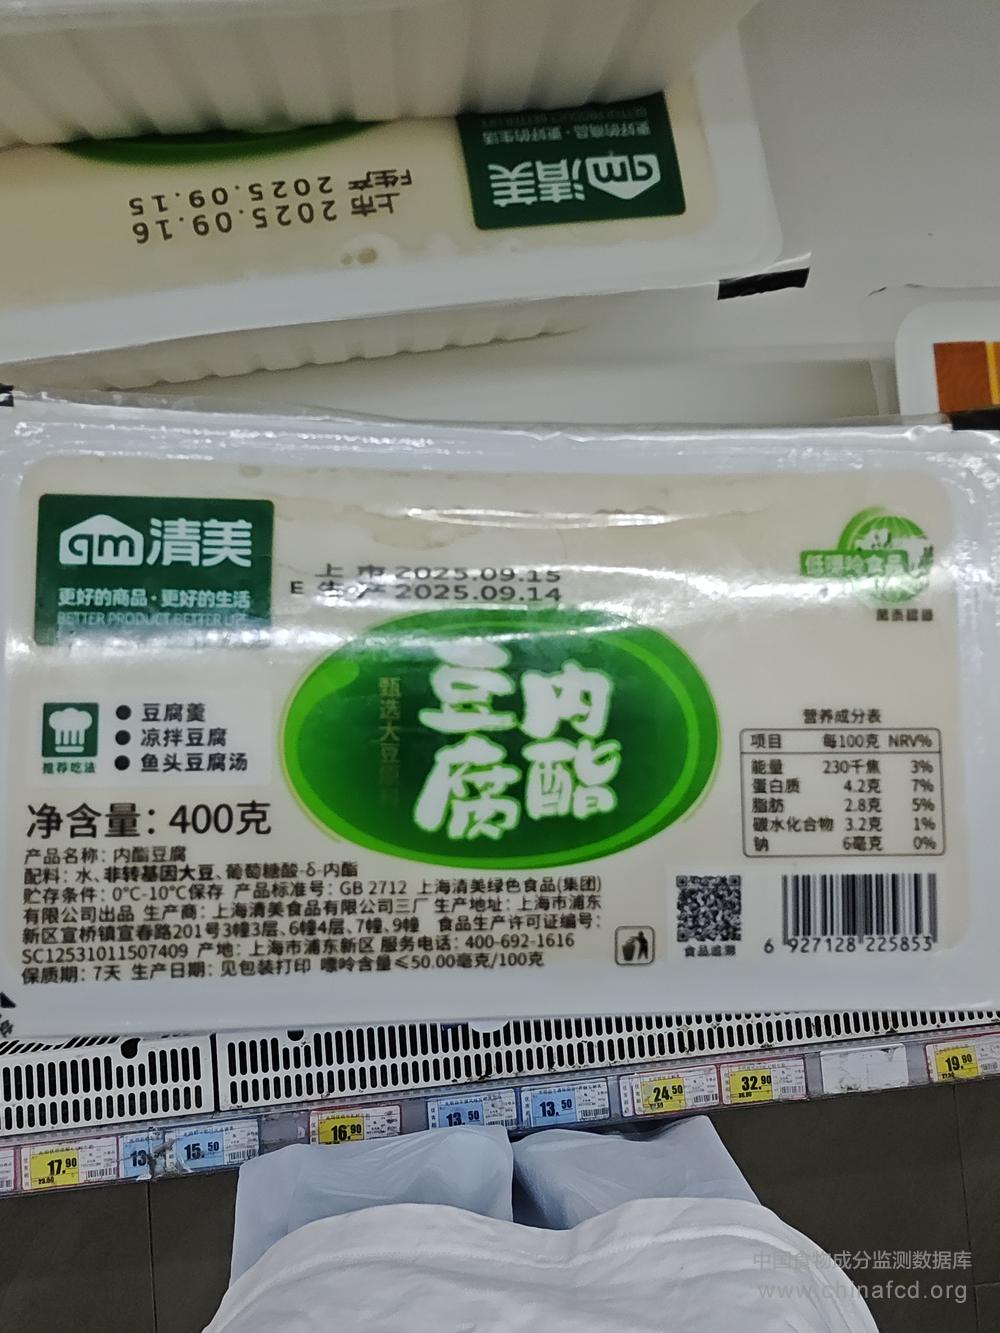 清美
更好的商品·更好的生活
BETTER PRODUCT BETTER LIFE
F生产 2025.09.15
上市 2025.09.16
清美
更好的商品·更好的生活
BETTER PRODUCT BETTER LIFE
上市2025.09.15
E 生产2025.09.14
低嘌呤食品
甄选大豆原料
内酯
豆腐
推荐吃法
● 豆腐羹
● 凉拌豆腐
● 鱼头豆腐汤
净含量：400克
产品名称：内酯豆腐
配料：水、非转基因大豆、葡萄糖酸-δ-内酯
贮存条件：0℃-10℃保存 产品标准号：GB 2712 上海清美绿色食品(集团)
有限公司出品 生产商：上海清美食品有限公司三厂 生产地址：上海市浦东
新区宣桥镇宣春路201号3幢3层、6幢4层、7幢、9幢 食品生产许可证编号：
SC12531011507409 产地：上海市浦东新区 服务电话：400-692-1616
保质期：7天 生产日期：见包装打印 嘌呤含量≤50.00毫克/100克
营养成分表
项目 每100克 NRV%
能量 230千焦 3%
蛋白质 4.2克 7%
脂肪 2.8克 5%
碳水化合物 3.2克 1%
钠 6毫克 0%
食品追溯
6 927128 225853
17.90
13.
15.50
16.90
13.50
13.50
24.50
32.90
19.90
中国食物成分监测数据库
www.chinafcd.org